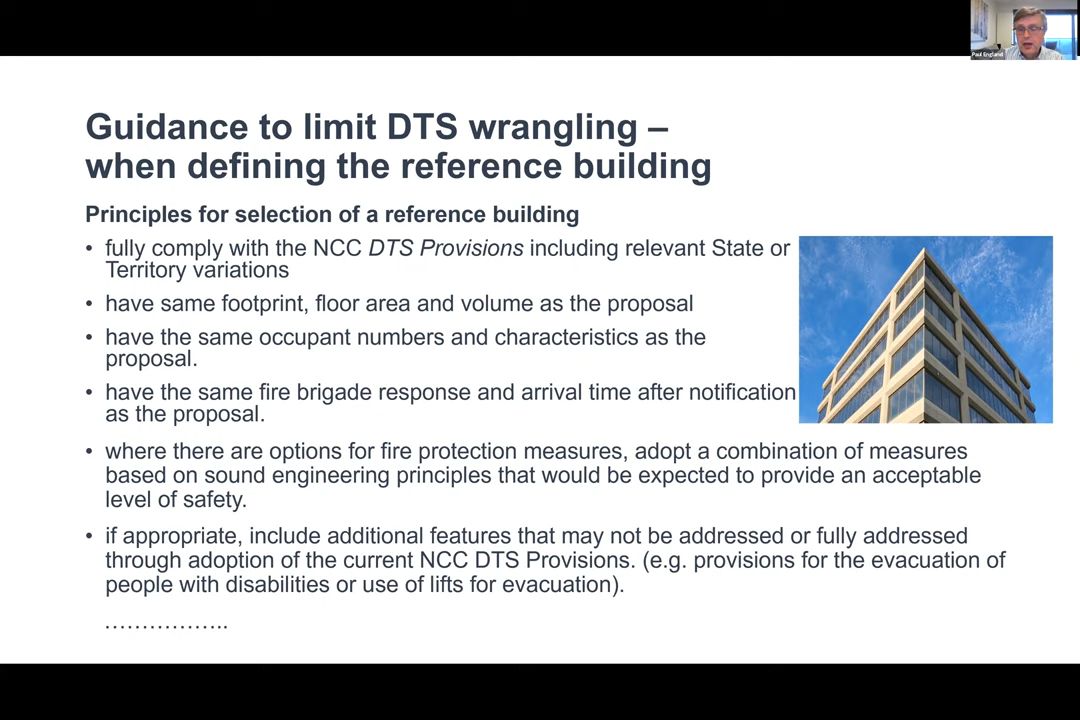 Paul England
Guidance to limit DTS wrangling –
when defining the reference building
Principles for selection of a reference building
• fully comply with the NCC DTS Provisions including relevant State or
Territory variations
• have same footprint, floor area and volume as the proposal
• have the same occupant numbers and characteristics as the
proposal.
• have the same fire brigade response and arrival time after notification
as the proposal.
• where there are options for fire protection measures, adopt a combination of measures
based on sound engineering principles that would be expected to provide an acceptable
level of safety.
• if appropriate, include additional features that may not be addressed or fully addressed
through adoption of the current NCC DTS Provisions. (e.g. provisions for the evacuation of
people with disabilities or use of lifts for evacuation).
……………..